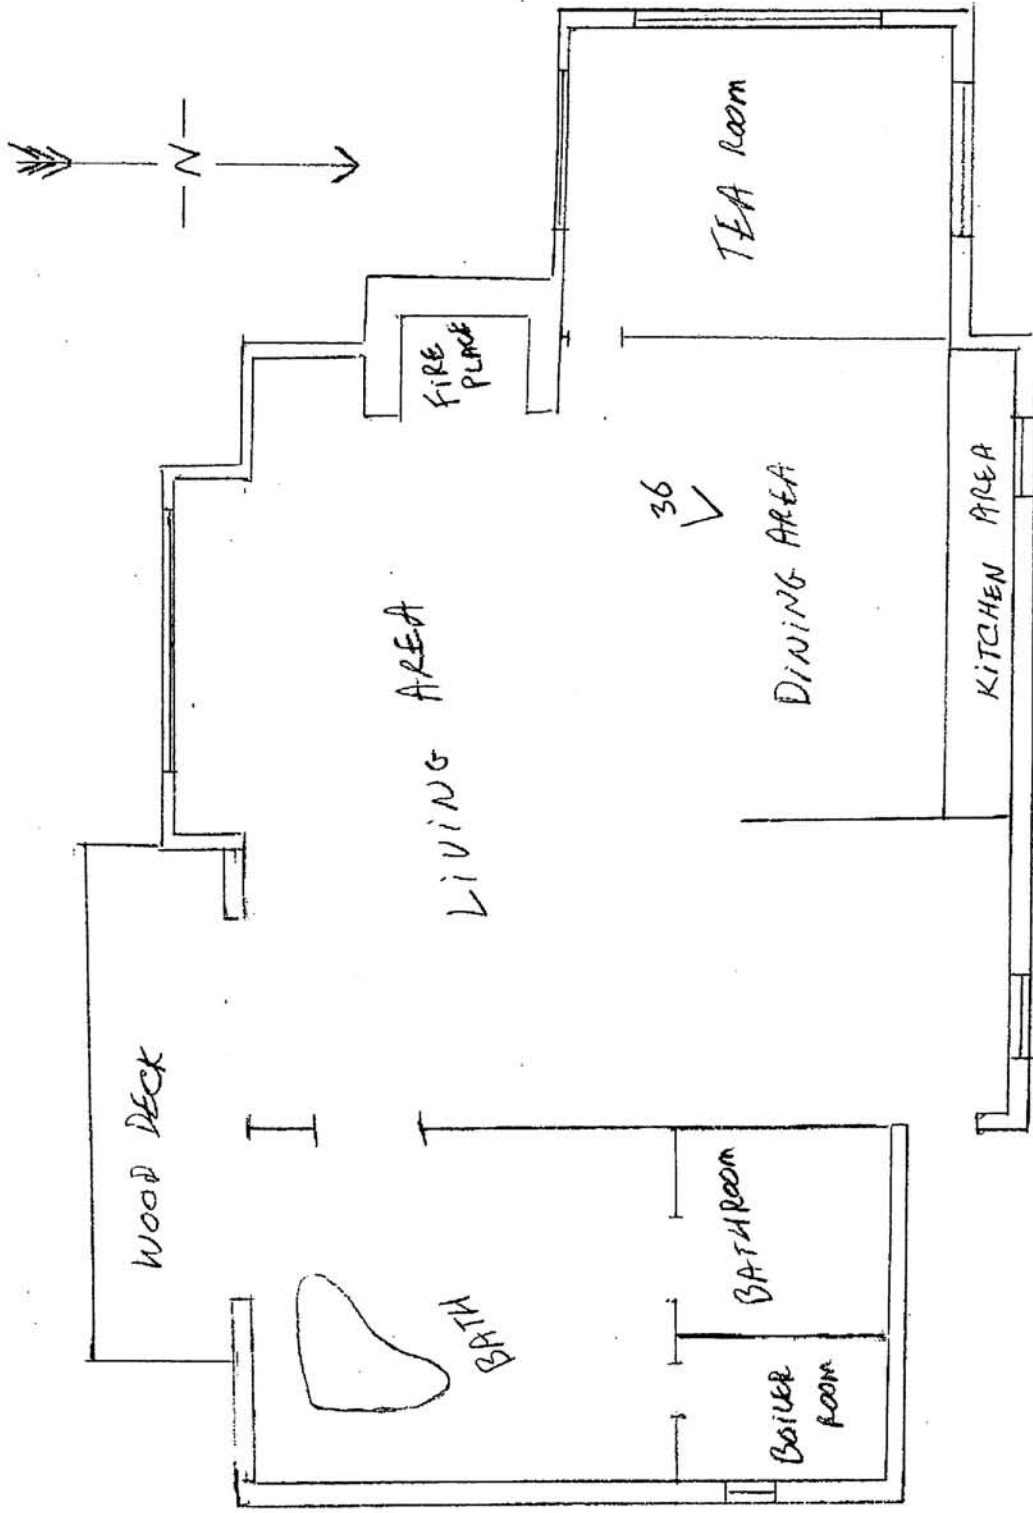 N
WOOD DECK
LIVING AREA
FIRE
PLACE
TEA ROOM
36
DINING AREA
KITCHEN AREA
BATH
BATHROOM
BOILER
ROOM